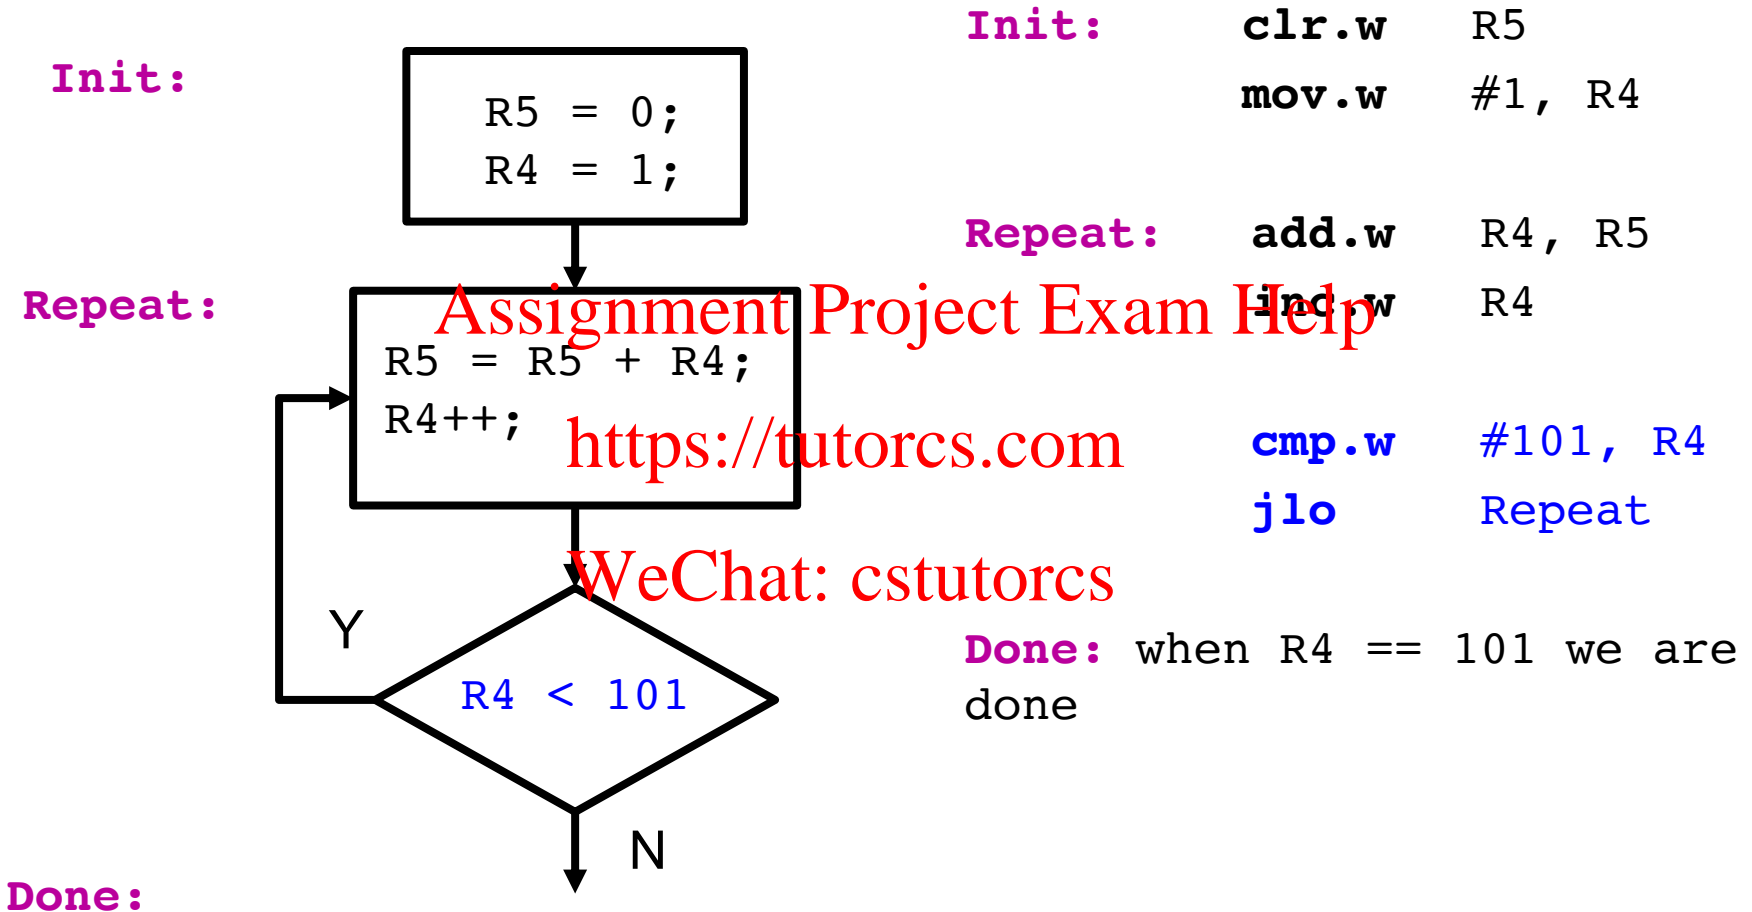 Init:
R5 = 0;
R4 = 1;
Repeat:
R5 = R5 + R4;
R4++;
Y
R4 < 101
N
Done:
Init: clr.w R5
mov.w #1, R4
Repeat: add.w R4, R5
inc.w R4
cmp.w #101, R4
jlo Repeat
Done: when R4 == 101 we are
done
Assignment Project Exam Help
https://tutorcs.com
WeChat: cstutorcs